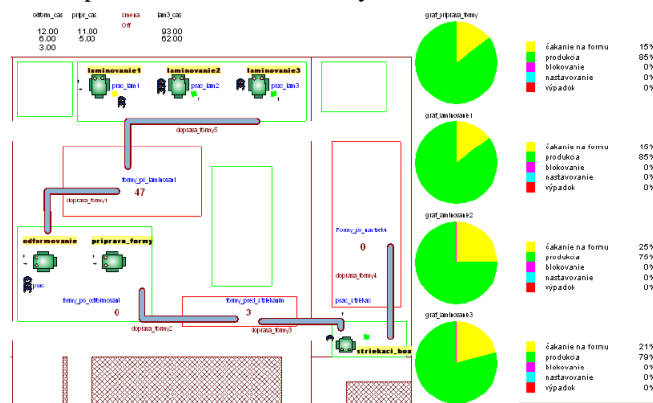 odform_cas pripr_cas smena lam3_cas
12.00 11.00 Off 93.00
6.00 5.00 62.00
3.00
laminovanie1 laminovanie2 laminovanie3
prac_lam1 prac_lam2 prac_lam3
doprava_formy5
formy_po_laminovani
47
doprava_formy1
odformovanie priprava_formy
prac
formy_po_odformovani
0
doprava_formy2
formy_pred_striekanim
3
doprava_formy3
Formy_po_nastreku
0
doprava_formy4
prac_striekac
striekaci_box
graf_priprava_formy
čakanie na formu 15%
produkcia 85%
blokovanie 0%
nastavovanie 0%
výpadok 0%
graf_laminovanie1
čakanie na formu 15%
produkcia 85%
blokovanie 0%
nastavovanie 0%
výpadok 0%
graf_laminovanie2
čakanie na formu 25%
produkcia 75%
blokovanie 0%
nastavovanie 0%
výpadok 0%
graf_laminovanie3
čakanie na formu 21%
produkcia 79%
blokovanie 0%
nastavovanie 0%
výpadok 0%